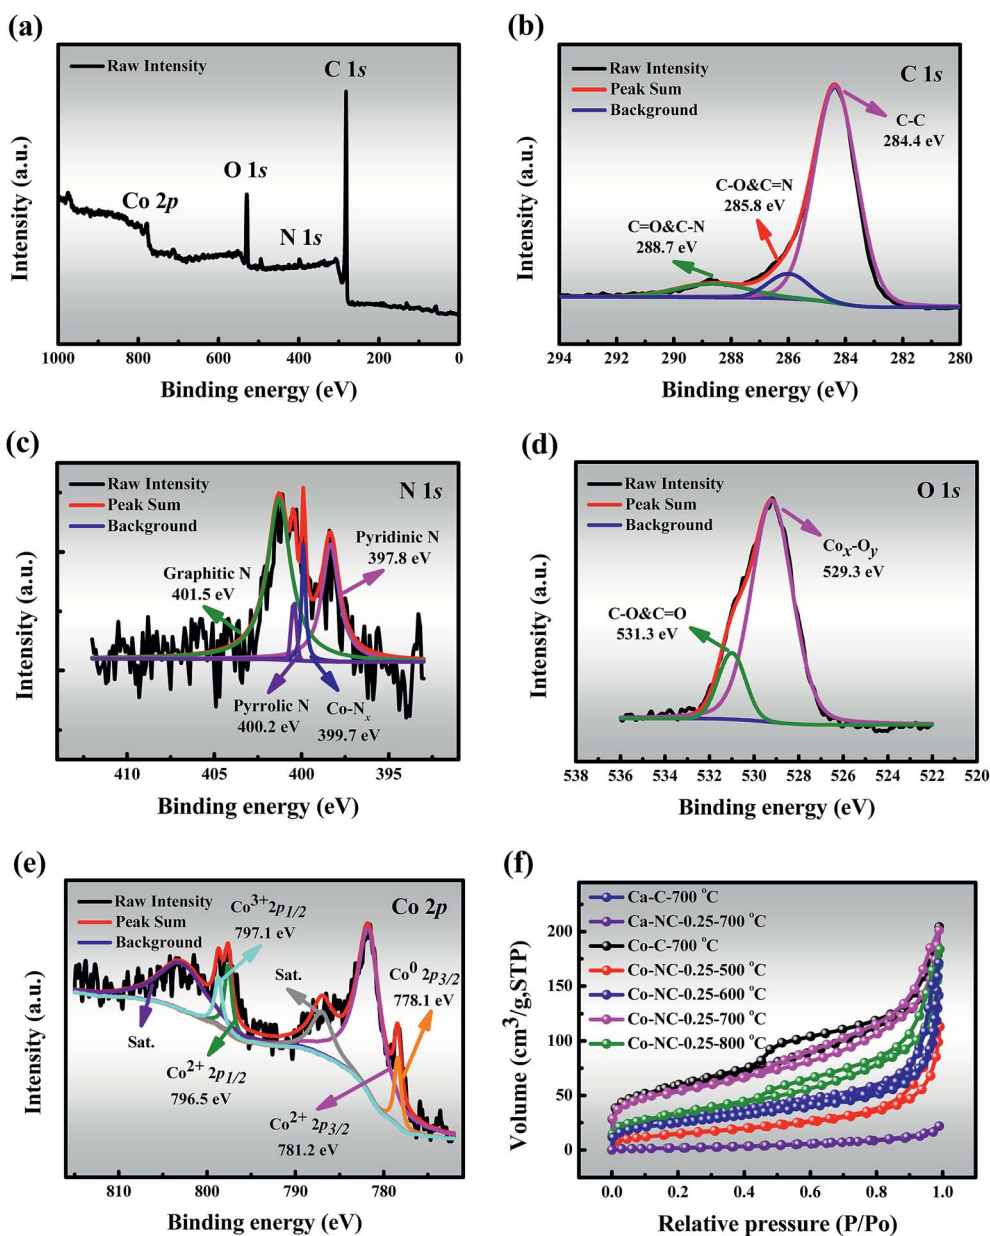 (a)
Raw Intensity
C 1s
O 1s
Co 2p
N 1s
Intensity (a.u.)
1000 800 600 400 200 0
Binding energy (eV)
(b)
Raw Intensity
Peak Sum
Background
C 1s
C-C
284.4 eV
C-O&C=N
285.8 eV
C=O&C-N
288.7 eV
Intensity (a.u.)
294 292 290 288 286 284 282 280
Binding energy (eV)
(c)
Raw Intensity
Peak Sum
Background
N 1s
Pyridinic N
397.8 eV
Graphitic N
401.5 eV
Pyrrolic N
400.2 eV
Co-Nx
399.7 eV
Intensity (a.u.)
410 405 400 395
Binding energy (eV)
(d)
Raw Intensity
Peak Sum
Background
O 1s
Cox-Oy
529.3 eV
C-O&C=O
531.3 eV
Intensity (a.u.)
538 536 534 532 530 528 526 524 522 520
Binding energy (eV)
(e)
Raw Intensity
Peak Sum
Background
Co3+ 2p1/2
797.1 eV
Co 2p
Sat.
Co0 2p3/2
778.1 eV
Sat.
Co2+ 2p1/2
796.5 eV
Co2+ 2p3/2
781.2 eV
Intensity (a.u.)
810 800 790 780
Binding energy (eV)
(f)
Ca-C-700 °C
Ca-NC-0.25-700 °C
Co-C-700 °C
Co-NC-0.25-500 °C
Co-NC-0.25-600 °C
Co-NC-0.25-700 °C
Co-NC-0.25-800 °C
Volume (cm3/g,STP)
200
150
100
50
0
0.0 0.2 0.4 0.6 0.8 1.0
Relative pressure (P/Po)